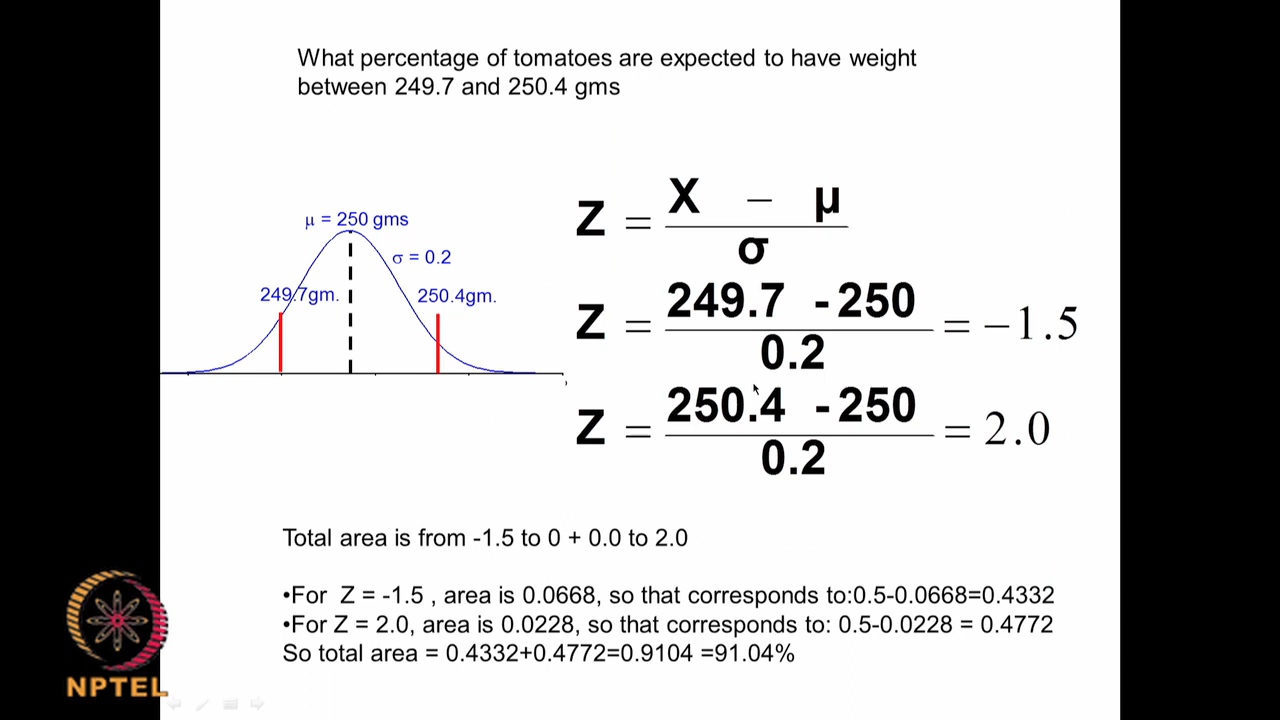 What percentage of tomatoes are expected to have weight
between 249.7 and 250.4 gms
μ = 250 gms
σ = 0.2
249.7gm.
250.4gm.
Z = X − μ / σ
Z = 249.7 - 250 / 0.2 = −1.5
Z = 250.4 - 250 / 0.2 = 2.0
Total area is from -1.5 to 0 + 0.0 to 2.0
•For Z = -1.5 , area is 0.0668, so that corresponds to:0.5-0.0668=0.4332
•For Z = 2.0, area is 0.0228, so that corresponds to: 0.5-0.0228 = 0.4772
So total area = 0.4332+0.4772=0.9104 =91.04%
NPTEL